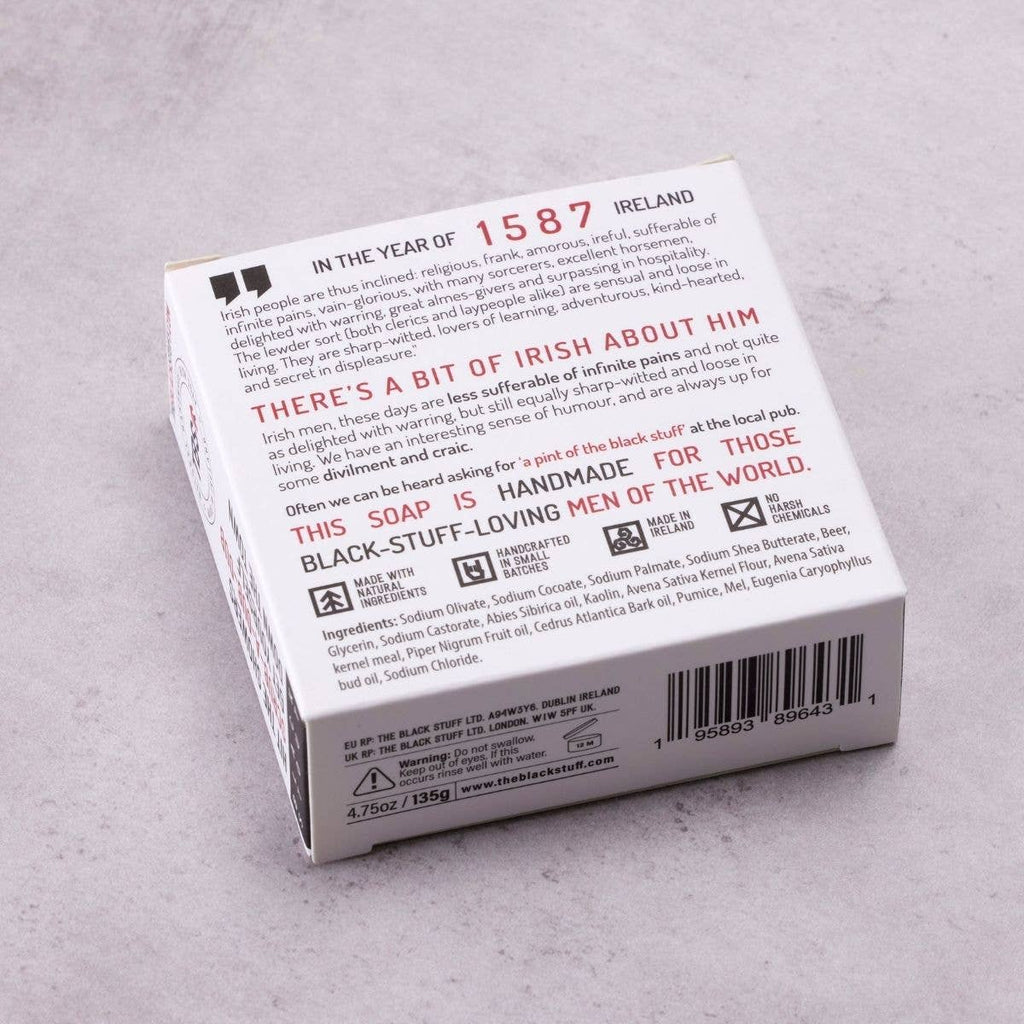 IN THE YEAR OF 1587 IRELAND
Irish people are thus inclined: religious, frank, amorous, ireful, sufferable of
infinite pains, vain-glorious, with many sorcerers, excellent horsemen,
delighted with warring, great almes-givers and surpassing in hospitality.
The lewder sort (both clerics and laypeople alike) are sensual and loose in
living. They are sharp-witted, lovers of learning, adventurous, kind-hearted,
and secret in displeasure."
THERE'S A BIT OF IRISH ABOUT HIM
Irish men, these days are less sufferable of infinite pains and not quite
as delighted with warring, but still equally sharp-witted and loose in
living. We have an interesting sense of humour, and are always up for
some divilment and craic.
Often we can be heard asking for 'a pint of the black stuff' at the local pub.
THIS SOAP IS HANDMADE FOR THOSE
BLACK-STUFF-LOVING MEN OF THE WORLD.
MADE WITH
NATURAL
INGREDIENTS
HANDCRAFTED
IN SMALL
BATCHES
MADE IN
IRELAND
NO
HARSH
CHEMICALS
Ingredients: Sodium Olivate, Sodium Cocoate, Sodium Palmate, Sodium Shea Butterate, Beer,
Glycerin, Sodium Castorate, Abies Sibirica oil, Kaolin, Avena Sativa Kernel Flour, Avena Sativa
kernel meal, Piper Nigrum Fruit oil, Cedrus Atlantica Bark oil, Pumice, Mel, Eugenia Caryophyllus
bud oil, Sodium Chloride.
EU RP: THE BLACK STUFF LTD. A94W3Y6. DUBLIN IRELAND
UK RP: THE BLACK STUFF LTD. LONDON. W1W 5PF UK.
Warning: Do not swallow.
Keep out of eyes. If this
occurs rinse well with water.
12 M
4.75oz / 135g www.theblackstuff.com
1 95893 89643 1